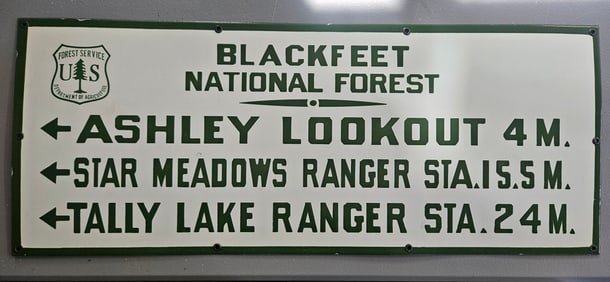 FOREST SERVICE
U S
DEPARTMENT OF AGRICULTURE
BLACKFEET
NATIONAL FOREST
←ASHLEY LOOKOUT 4 M.
←STAR MEADOWS RANGER STA. 15.5 M.
←TALLY LAKE RANGER STA. 24 M.